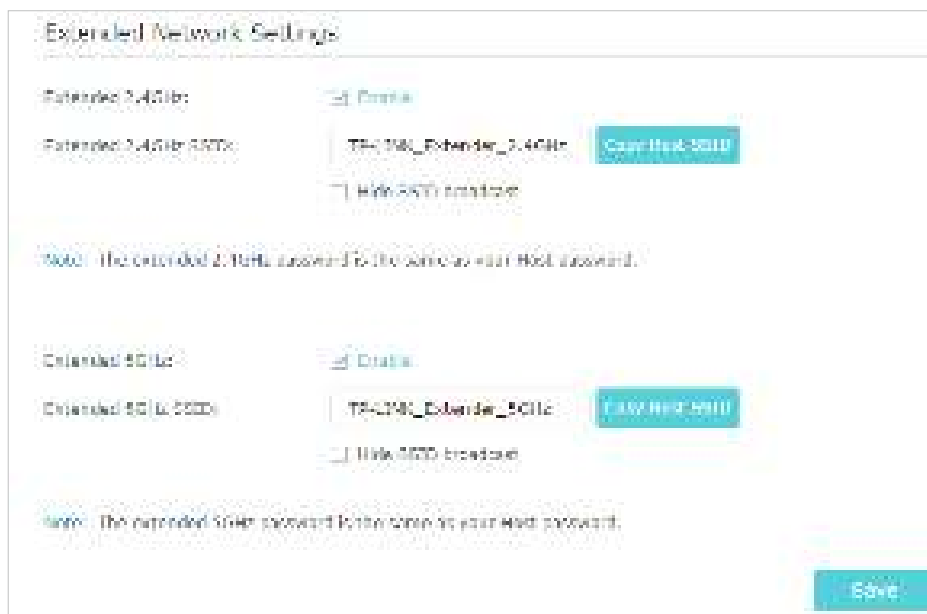 Extended Network Settings
Extended 2.4GHz: Enable
Extended 2.4GHz SSID: TP-LINK_Extender_2.4GHz Copy Host SSID
Hide SSID broadcast
Note: The extended 2.4GHz password is the same as your Host password.
Extended 5GHz: Enable
Extended 5GHz SSID: TP-LINK_Extender_5GHz Copy Host SSID
Hide SSID broadcast
Note: The extended 5GHz password is the same as your Host password.
Save